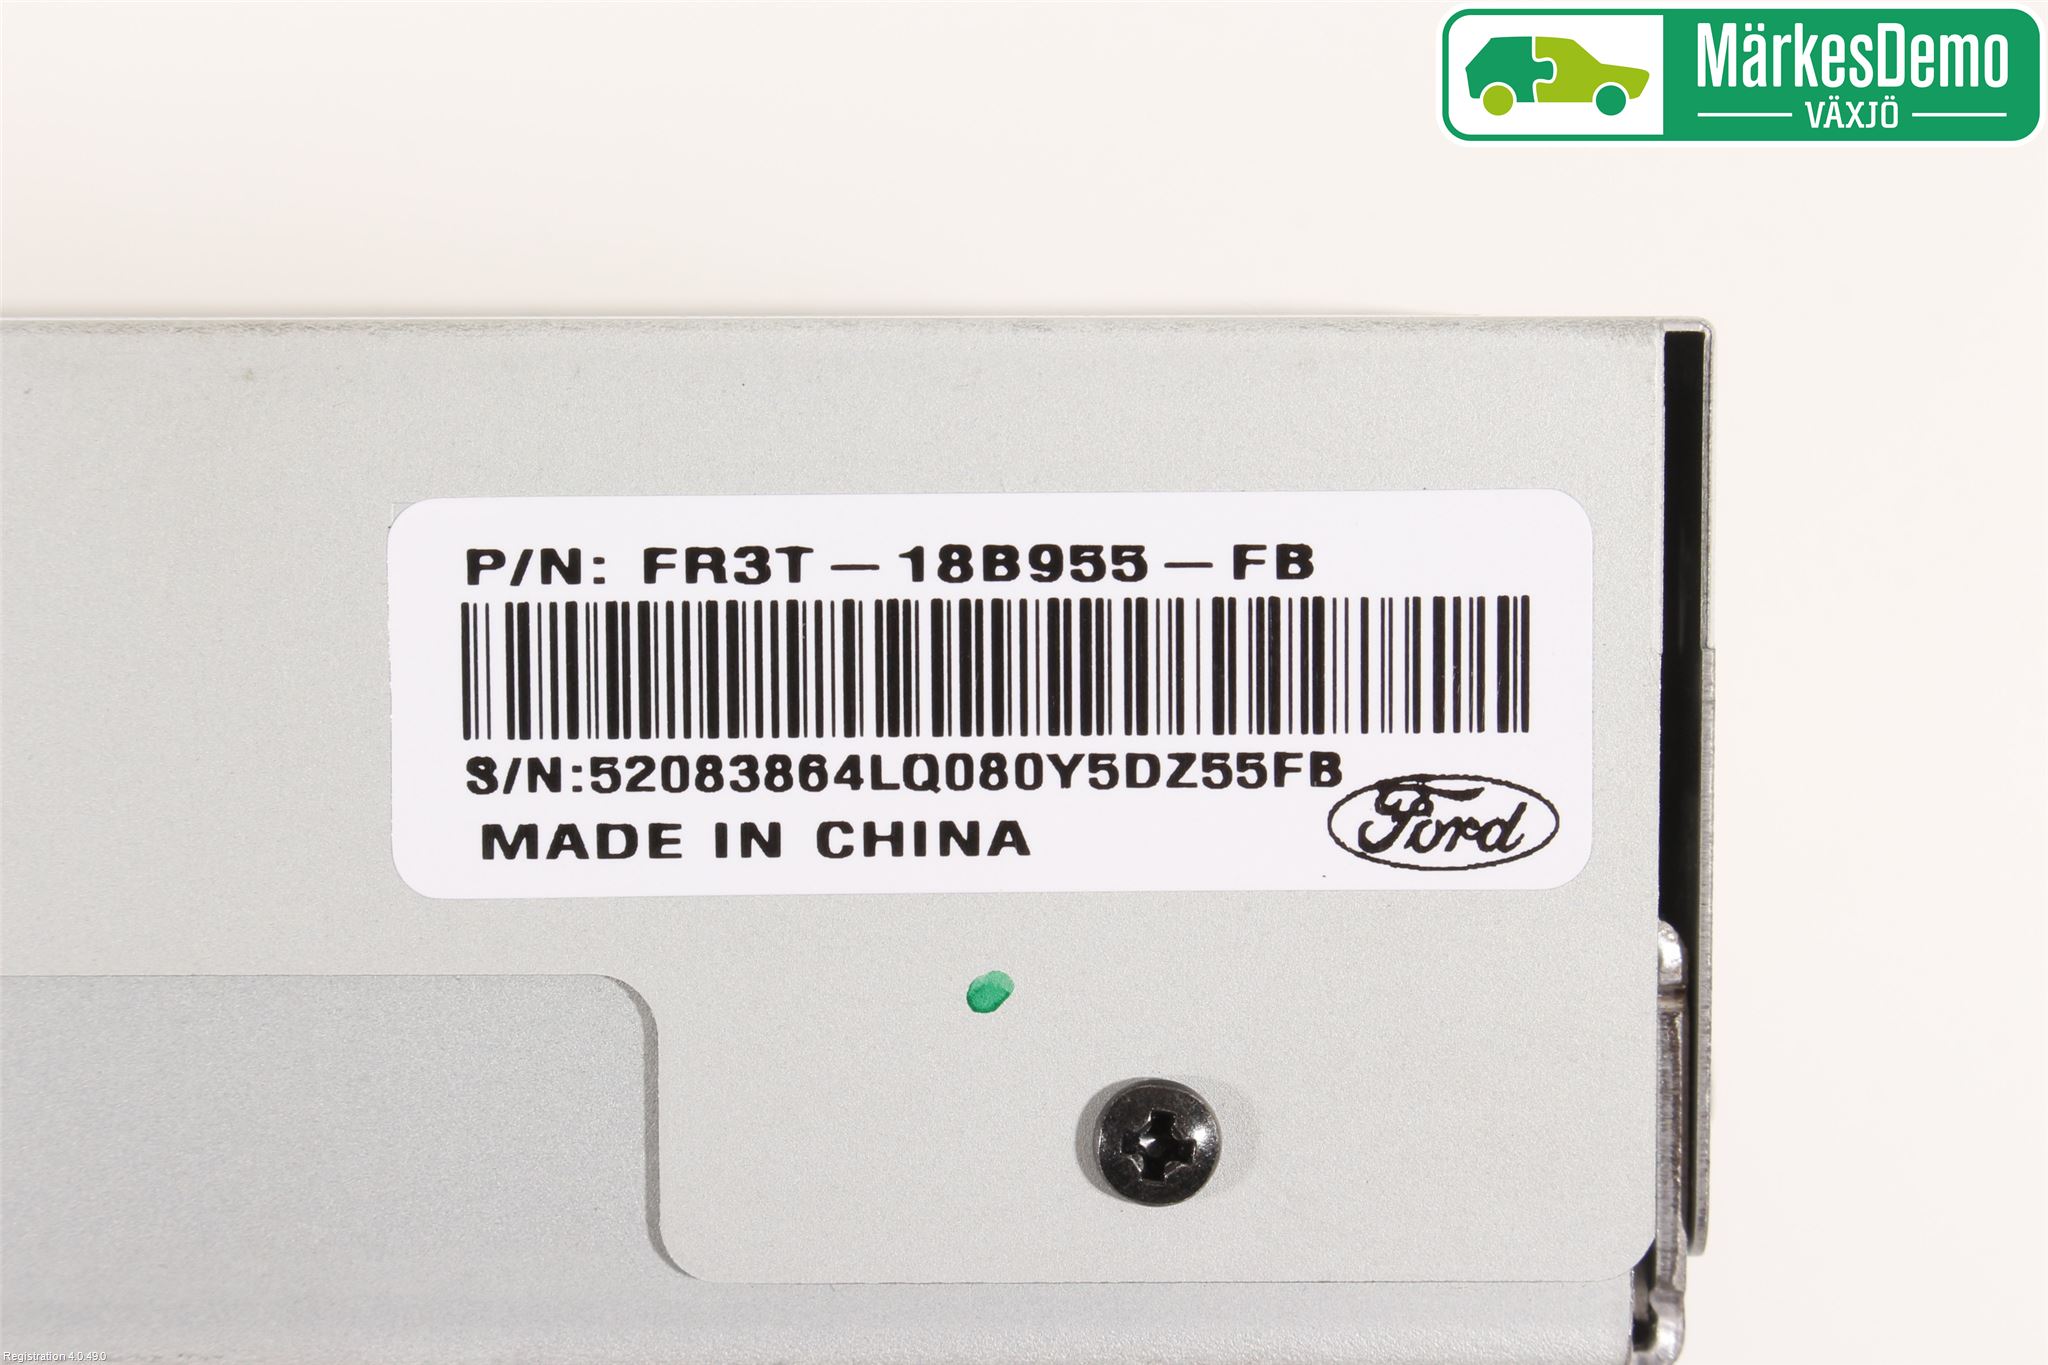 MärkesDemo
VÄXJÖ
P/N: FR3T-18B955-FB
S/N:52083864LQ080Y5DZ55FB
MADE IN CHINA
Ford
Registration 4.0.49.0